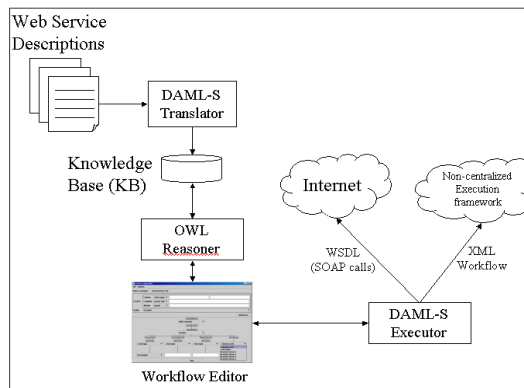 Web Service
Descriptions
DAML-S
Translator
Knowledge
Base (KB)
OWL
Reasoner
Internet
Non-centralized
Execution
framework
WSDL
(SOAP calls)
XML
Workflow
DAML-S
Executor
Workflow Editor